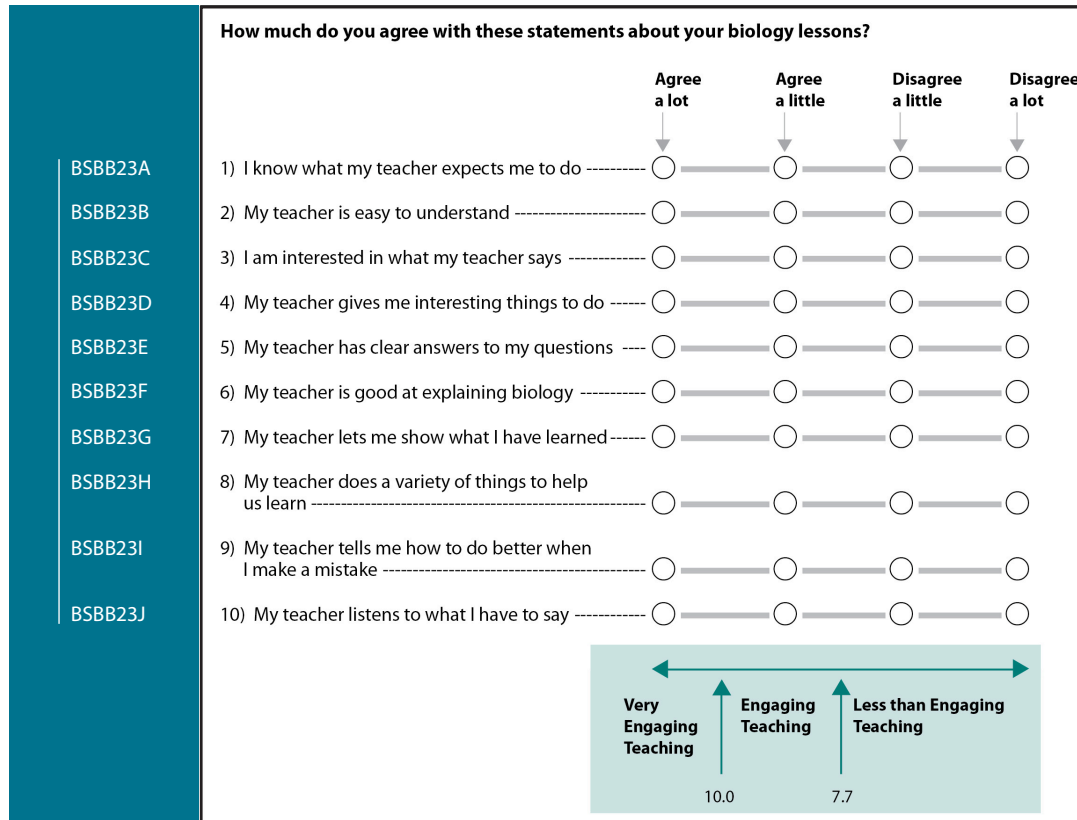 How much do you agree with these statements about your biology lessons?
Agree a lot
Agree a little
Disagree a little
Disagree a lot
BSBB23A 1) I know what my teacher expects me to do
BSBB23B 2) My teacher is easy to understand
BSBB23C 3) I am interested in what my teacher says
BSBB23D 4) My teacher gives me interesting things to do
BSBB23E 5) My teacher has clear answers to my questions
BSBB23F 6) My teacher is good at explaining biology
BSBB23G 7) My teacher lets me show what I have learned
BSBB23H 8) My teacher does a variety of things to help
us learn
BSBB23I 9) My teacher tells me how to do better when
I make a mistake
BSBB23J 10) My teacher listens to what I have to say
Very
Engaging
Teaching
Engaging
Teaching
Less than Engaging
Teaching
10.0
7.7